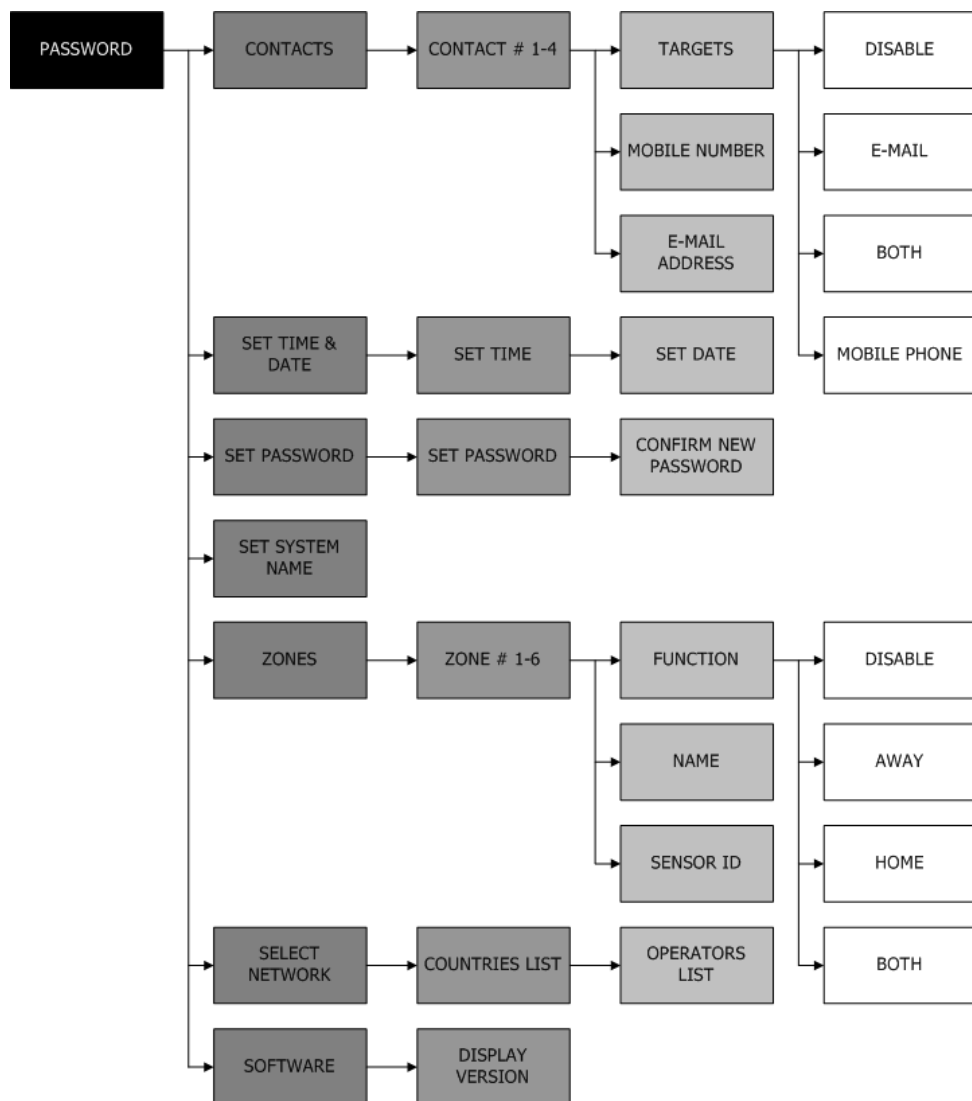 PASSWORD
CONTACTS
CONTACT # 1-4
TARGETS
DISABLE
MOBILE NUMBER
E-MAIL
E-MAIL
ADDRESS
BOTH
SET TIME &
DATE
SET TIME
SET DATE
MOBILE PHONE
SET PASSWORD
SET PASSWORD
CONFIRM NEW
PASSWORD
SET SYSTEM
NAME
ZONES
ZONE # 1-6
FUNCTION
DISABLE
NAME
AWAY
SENSOR ID
HOME
SELECT
NETWORK
COUNTRIES LIST
OPERATORS
LIST
BOTH
SOFTWARE
DISPLAY
VERSION